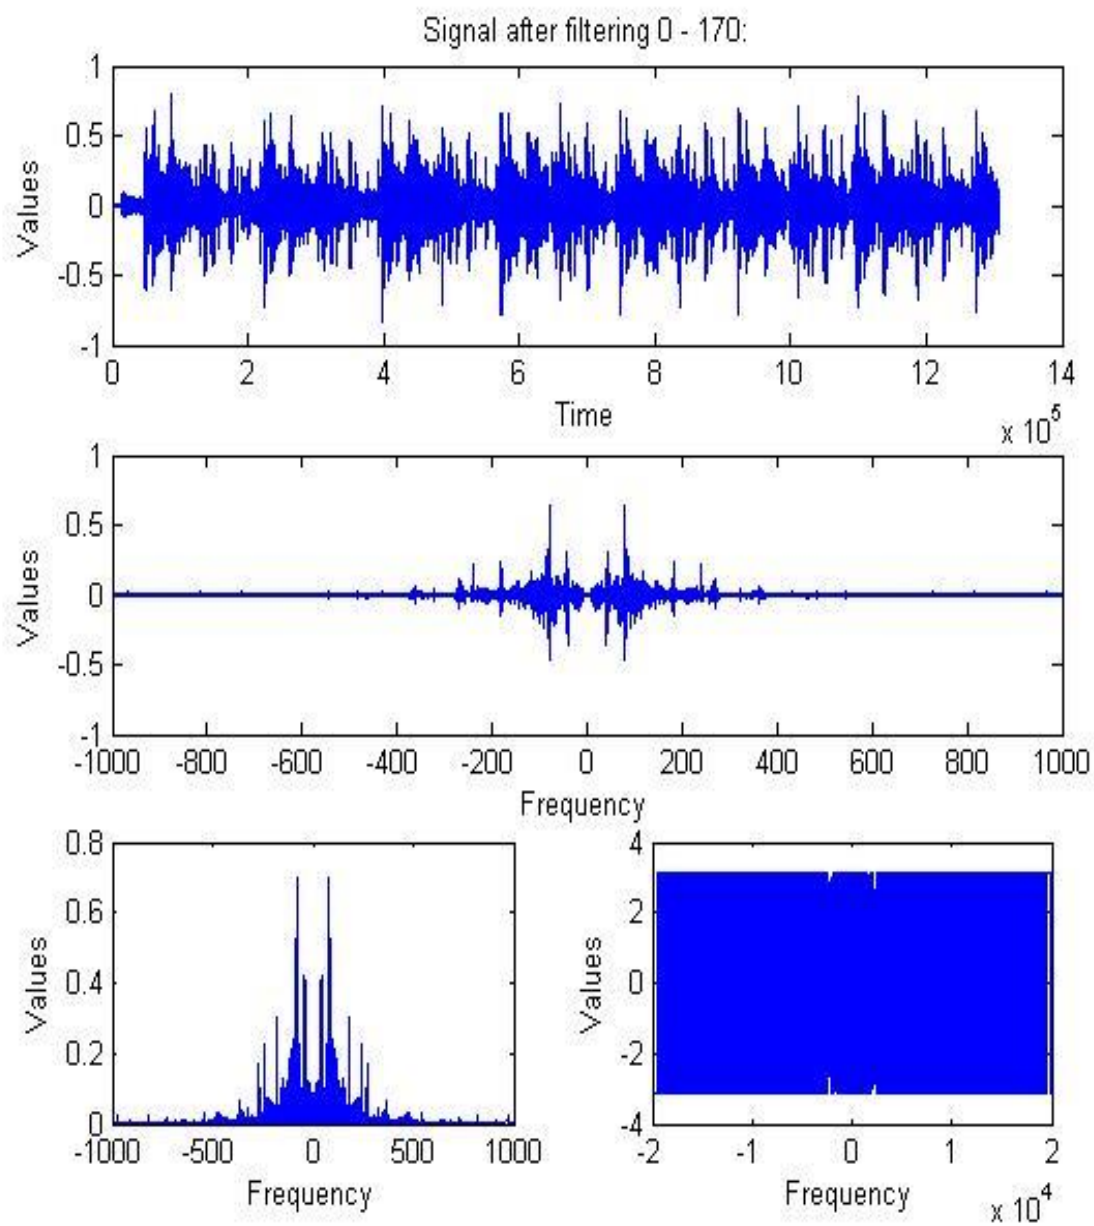 Signal after filtering 0 - 170:
1
0.5
0
-0.5
-1
Values
0 2 4 6 8 10 12 14
Time
x 10^5
1
0.5
0
-0.5
-1
Values
-1000 -800 -600 -400 -200 0 200 400 600 800 1000
Frequency
0.8
0.6
0.4
0.2
0
Values
-1000 -500 0 500 1000
Frequency
4
2
0
-2
-4
Values
-2 -1 0 1 2
Frequency
x 10^4